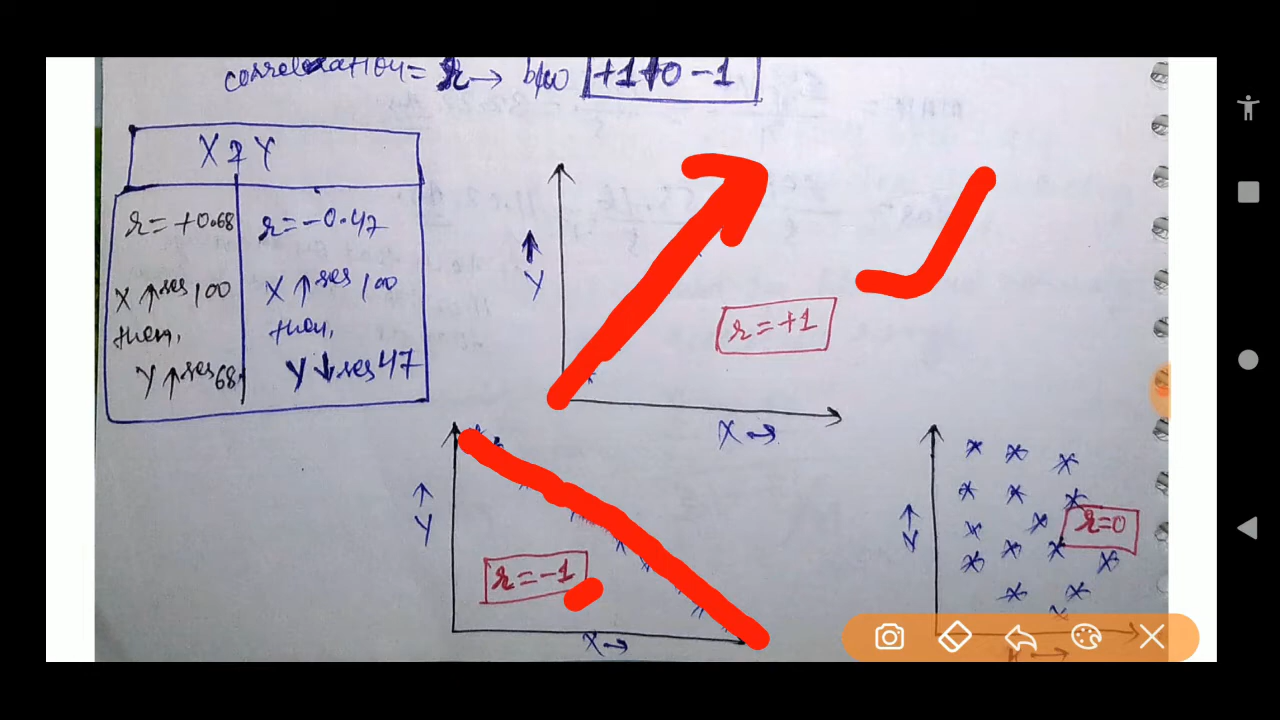 correlation = r → b/w +1 to -1
X & Y
r = +0.68
r = -0.47
X ↑ses 100
then,
Y ↑ses 68
X ↑ses 100
then,
Y ↓ses 47
Y
r = +1
X →
Y
r = -1
X →
Y
r = 0